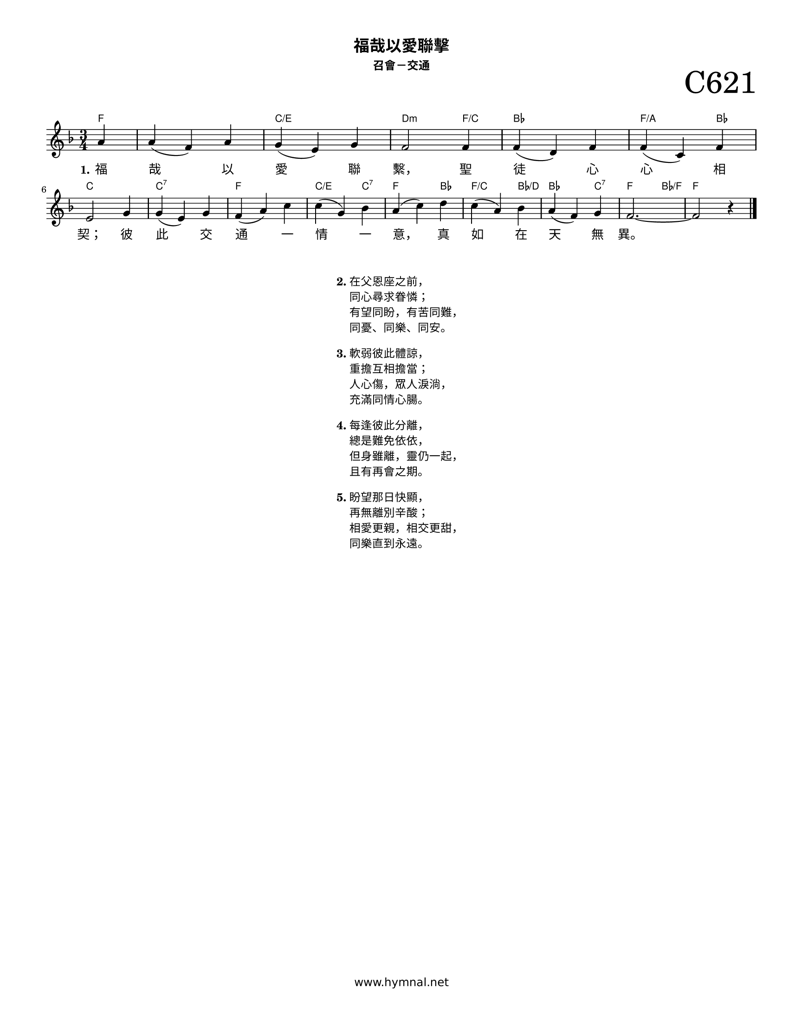 福哉以愛聯擊
召會－交通
C621
F C/E Dm F/C B♭ F/A B♭
1. 福 哉 以 愛 聯 繫， 聖 徒 心 心 相
6 C C7 F C/E C7 F B♭ F/C B♭/D B♭ C7 F B♭/F F
契； 彼 此 交 通 一 情 一 意， 真 如 在 天 無 異。
2. 在父恩座之前，
同心尋求眷憐；
有望同盼，有苦同難，
同憂、同樂、同安。
3. 軟弱彼此體諒，
重擔互相擔當；
人心傷，眾人淚淌，
充滿同情心腸。
4. 每逢彼此分離，
總是難免依依，
但身雖離，靈仍一起，
且有再會之期。
5. 盼望那日快顯，
再無離別辛酸；
相愛更親，相交更甜，
同樂直到永遠。
www.hymnal.net